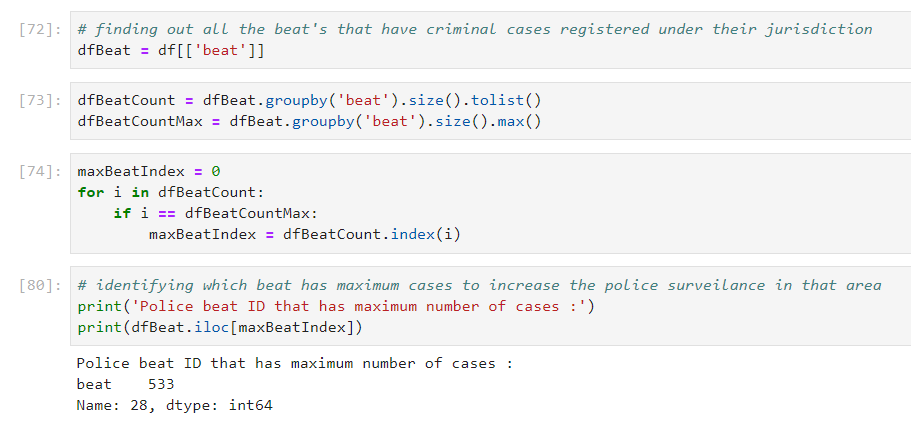 [72]: # finding out all the beat's that have criminal cases registered under their jurisdiction
dfBeat = df[['beat']]
[73]: dfBeatCount = dfBeat.groupby('beat').size().tolist()
dfBeatCountMax = dfBeat.groupby('beat').size().max()
[74]: maxBeatIndex = 0
for i in dfBeatCount:
    if i == dfBeatCountMax:
        maxBeatIndex = dfBeatCount.index(i)
[80]: # identifying which beat has maximum cases to increase the police surveilance in that area
print('Police beat ID that has maximum number of cases :')
print(dfBeat.iloc[maxBeatIndex])
Police beat ID that has maximum number of cases :
beat    533
Name: 28, dtype: int64